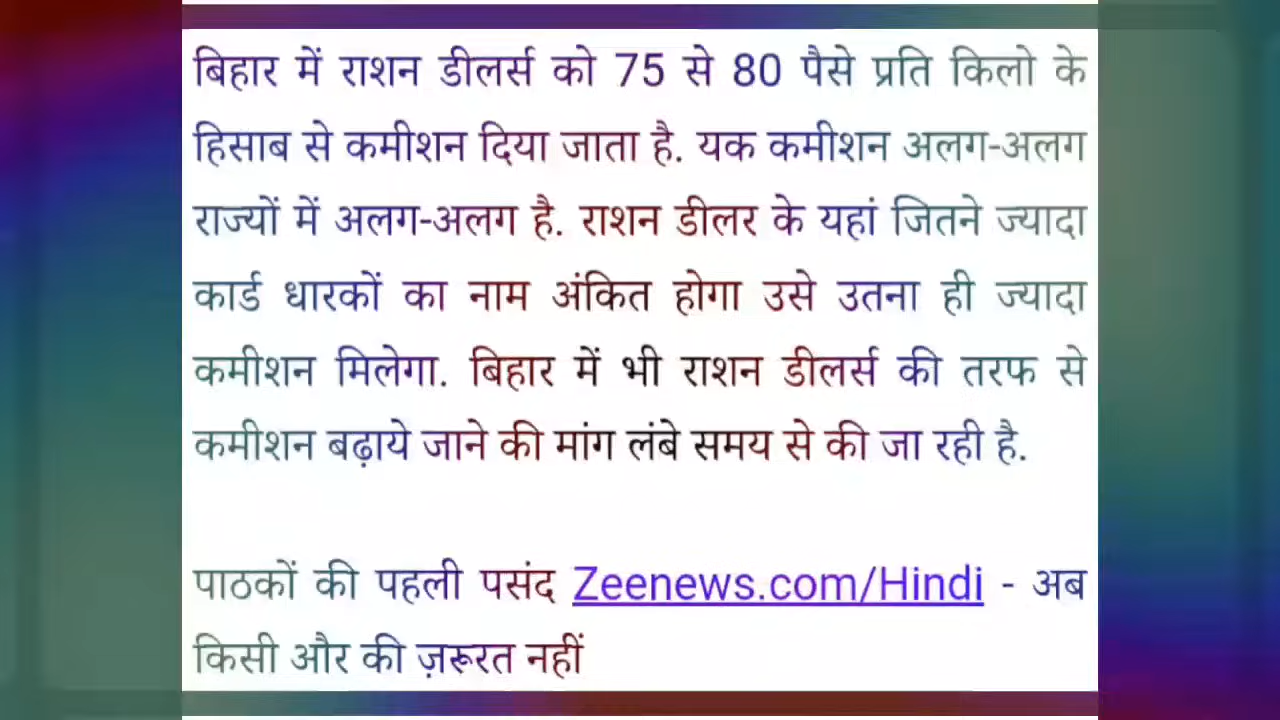 बिहार में राशन डीलर्स को 75 से 80 पैसे प्रति किलो के
हिसाब से कमीशन दिया जाता है. यक कमीशन अलग-अलग
राज्यों में अलग-अलग है. राशन डीलर के यहां जितने ज्यादा
कार्ड धारकों का नाम अंकित होगा उसे उतना ही ज्यादा
कमीशन मिलेगा. बिहार में भी राशन डीलर्स की तरफ से
कमीशन बढ़ाये जाने की मांग लंबे समय से की जा रही है.
पाठकों की पहली पसंद Zeenews.com/Hindi - अब
किसी और की ज़रूरत नहीं